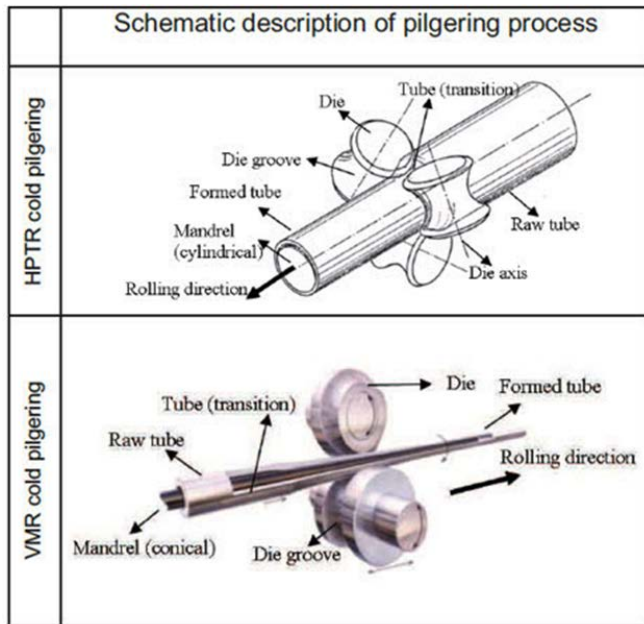 Schematic description of pilgering process
HPTR cold pilgering
Die
Tube (transition)
Die groove
Formed tube
Mandrel
(cylindrical)
Rolling direction
Raw tube
Die axis
VMR cold pilgering
Die
Formed tube
Tube (transition)
Raw tube
Rolling direction
Mandrel (conical)
Die groove